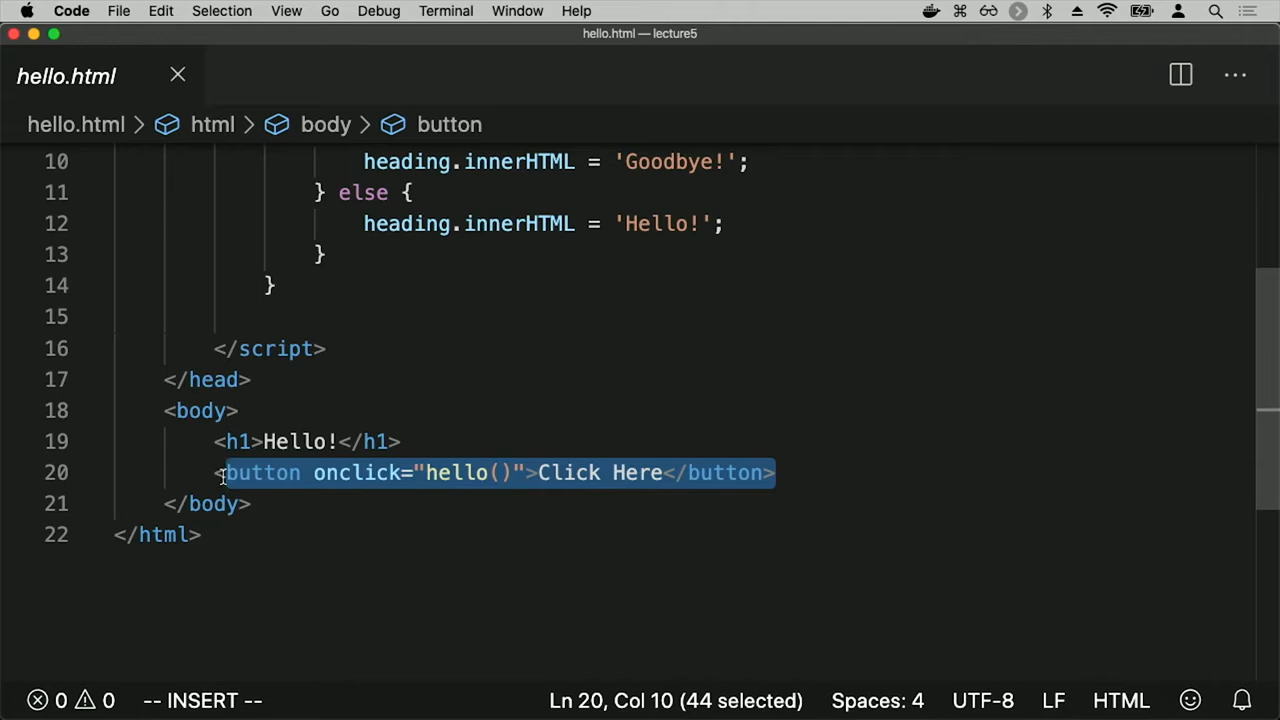 Code File Edit Selection View Go Debug Terminal Window Help
hello.html — lecture5
hello.html
hello.html > html > body > button
10 heading.innerHTML = 'Goodbye!';
11 } else {
12 heading.innerHTML = 'Hello!';
13 }
14 }
15
16 </script>
17 </head>
18 <body>
19 <h1>Hello!</h1>
20 <button onclick="hello()">Click Here</button>
21 </body>
22 </html>
0 0 -- INSERT -- Ln 20, Col 10 (44 selected) Spaces: 4 UTF-8 LF HTML